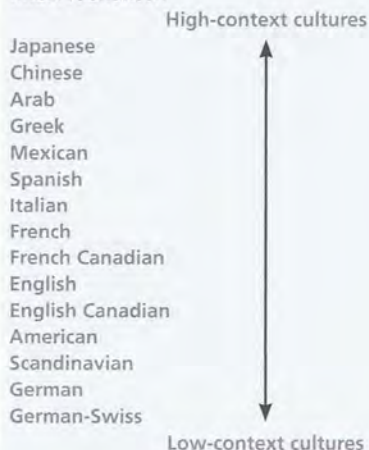 High-context cultures
Japanese
Chinese
Arab
Greek
Mexican
Spanish
Italian
French
French Canadian
English
English Canadian
American
Scandinavian
German
German-Swiss
Low-context cultures